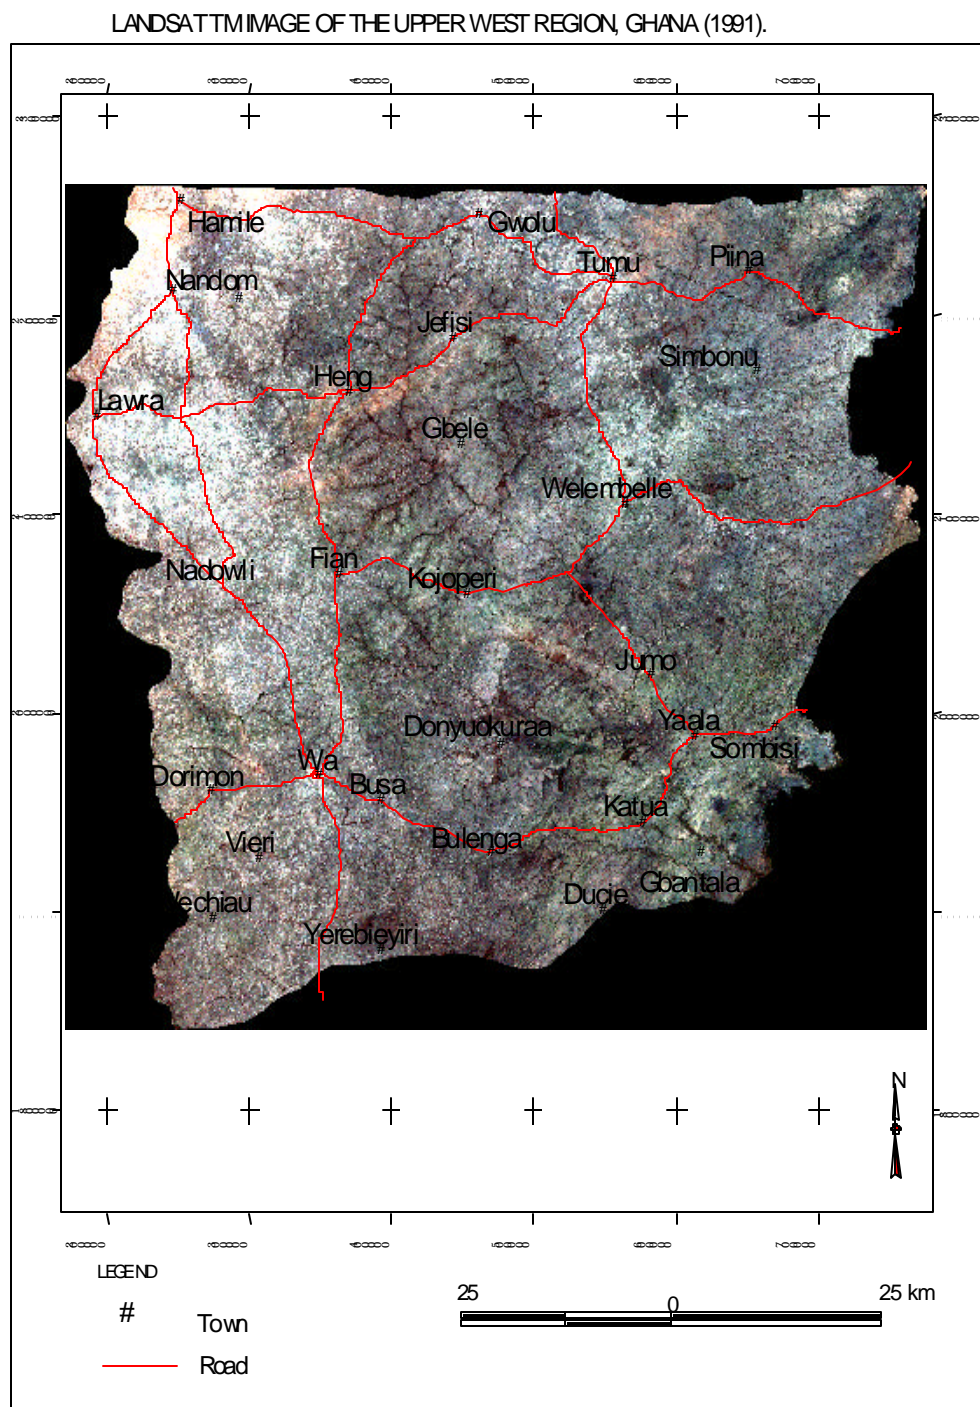 LANDSAT TM IMAGE OF THE UPPER WEST REGION, GHANA (1991).
Hamile
Gwolu
Tumu
Piina
Nandom
Jefisi
Simbonu
Heng
Lawra
Gbele
Welembelle
Fian
Nadowli
Kojoperi
Jumo
Yaala
Donyuokuraa
Sombisi
Wa
Dorimon
Busa
Katua
Bulenga
Vieri
Gbantala
Ducie
echiau
Yerebieyiri
N
LEGEND
# Town
Road
25 0 25 km